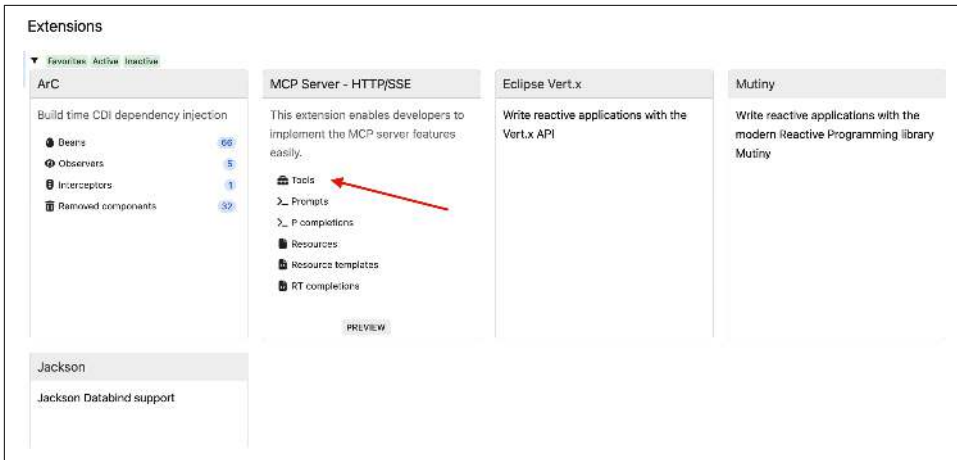 Extensions
Favorites Active Inactive
ArC
Build time CDI dependency injection
Beans 66
Observers 5
Interceptors 1
Removed components 32
MCP Server - HTTP/SSE
This extension enables developers to
implement the MCP server features
easily.
Tools
Prompts
P completions
Resources
Resource templates
RT completions
PREVIEW
Eclipse Vert.x
Write reactive applications with the
Vert.x API
Mutiny
Write reactive applications with the
modern Reactive Programming library
Mutiny
Jackson
Jackson Databind support